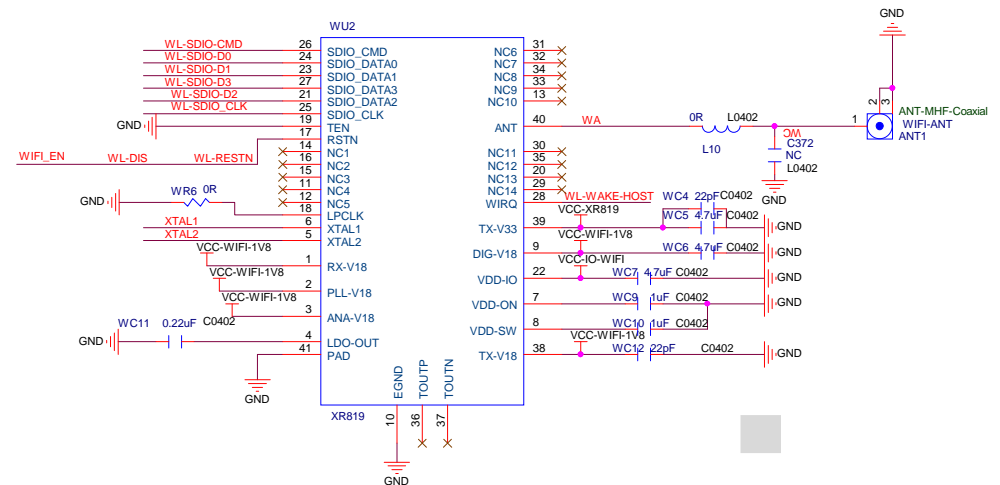 WU2
GND
WL-SDIO-CMD 26 SDIO_CMD
WL-SDIO-D0 24 SDIO_DATA0
WL-SDIO-D1 23 SDIO_DATA1
WL-SDIO-D3 27 SDIO_DATA3
WL-SDIO-D2 21 SDIO_DATA2
WL-SDIO_CLK 25 SDIO_CLK
GND 19 TEN
17 RSTN
WIFI_EN WL-DIS WL-RESTN
14 NC1
16 NC2
15 NC3
11 NC4
12 NC5
GND WR6 0R 18 LPCLK
XTAL1 6 XTAL1
XTAL2 5 XTAL2
VCC-WIFI-1V8
1 RX-V18
VCC-WIFI-1V8
2 PLL-V18
VCC-WIFI-1V8
3 ANA-V18
WC11 0.22uF C0402
GND 4 LDO-OUT
41 PAD
GND
NC6 31
NC7 32
NC8 34
NC9 33
NC10 13
ANT 40 WA
0R L0402
L10
WC
C372
NC
L0402
GND
1 2 3
ANT-MHF-Coaxial
WIFI-ANT
ANT1
NC11 30
NC12 35
NC13 20
NC14 29
WIRQ 28 WL-WAKE-HOST
WC4 22pF C0402
VCC-XR819
TX-V33 39 WC5 4.7uF C0402 GND
VCC-WIFI-1V8
DIG-V18 9 WC6 4.7uF C0402 GND
VCC-IO-WIFI
VDD-IO 22 WC7 4.7uF C0402 GND
VDD-ON 7 WC9 1uF C0402 GND
VDD-SW 8 WC10 1uF C0402
VCC-WIFI-1V8
TX-V18 38 WC12 22pF C0402 GND
EGND TOUTP TOUTN
XR819
10 36 37
GND